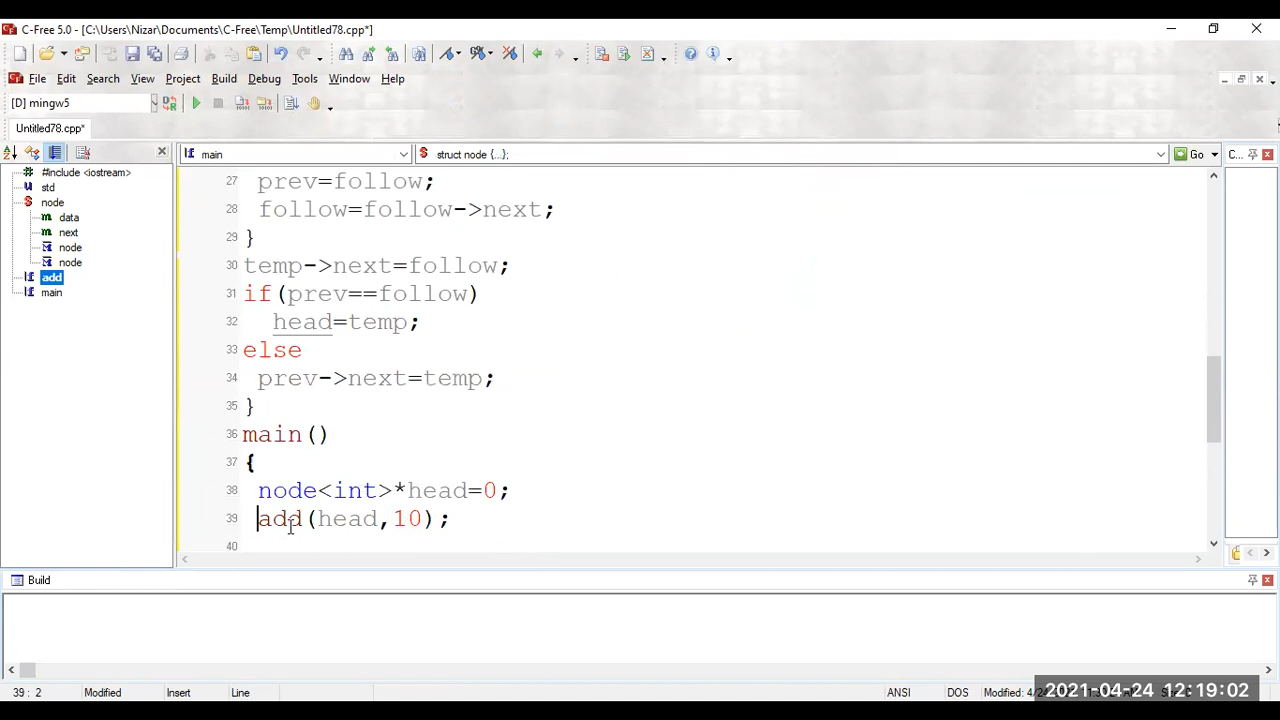 C-Free 5.0 - [C:\Users\Nizar\Documents\C-Free\Temp\Untitled78.cpp*]
File Edit Search View Project Build Debug Tools Window Help
[D] mingw5
Untitled78.cpp*
main
struct node {...};
Go
C...
#include <iostream>
std
node
data
next
node
node
add
main
27 prev=follow;
28 follow=follow->next;
29 }
30 temp->next=follow;
31 if(prev==follow)
32 head=temp;
33 else
34 prev->next=temp;
35 }
36 main()
37 {
38 node<int>*head=0;
39 add(head,10);
40
Build
39 : 2 Modified Insert Line ANSI DOS Modified: 4/24
2021-04-24 12:19:02